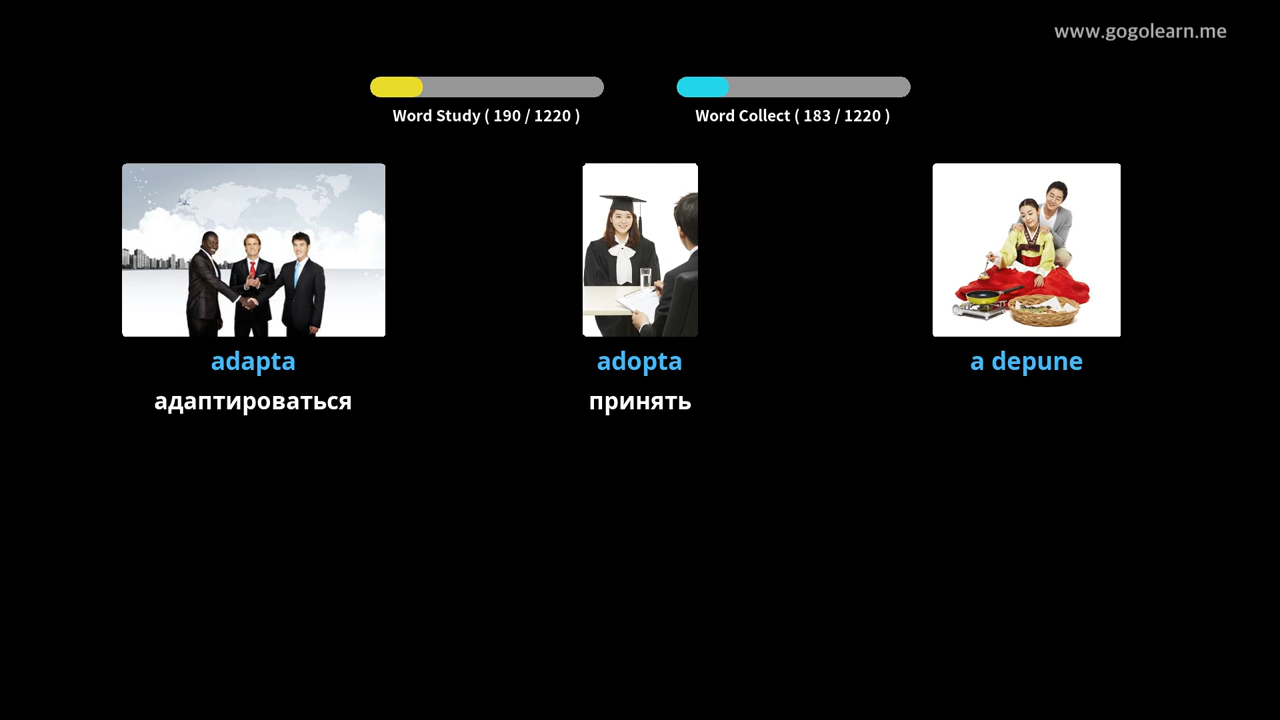 www.gogolearn.me
Word Study ( 190 / 1220 )
Word Collect ( 183 / 1220 )
adapta
adopta
a depune
адаптироваться
принять